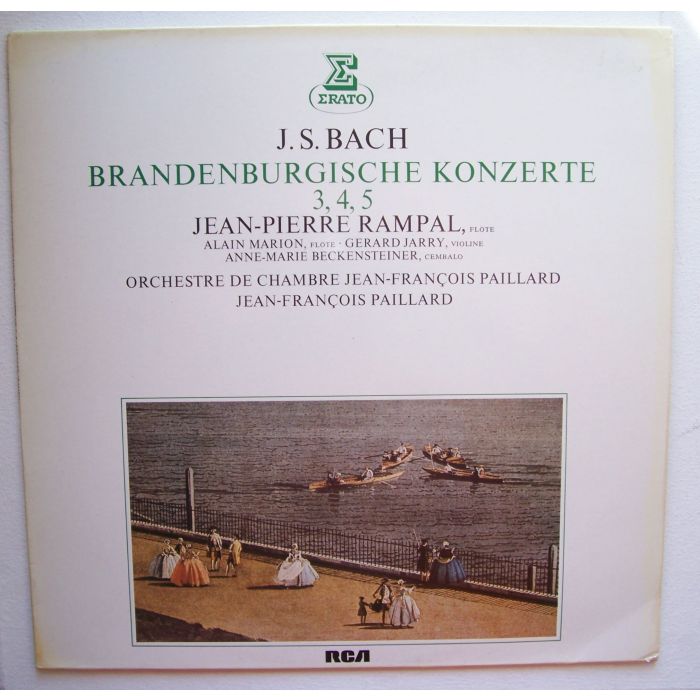 Σ
ΣRATO
J.S. BACH
BRANDENBURGISCHE KONZERTE
3, 4, 5
JEAN-PIERRE RAMPAL, FLÖTE
ALAIN MARION, FLÖTE · GERARD JARRY, VIOLINE
ANNE-MARIE BECKENSTEINER, CEMBALO
ORCHESTRE DE CHAMBRE JEAN-FRANÇOIS PAILLARD
JEAN-FRANÇOIS PAILLARD
RCA